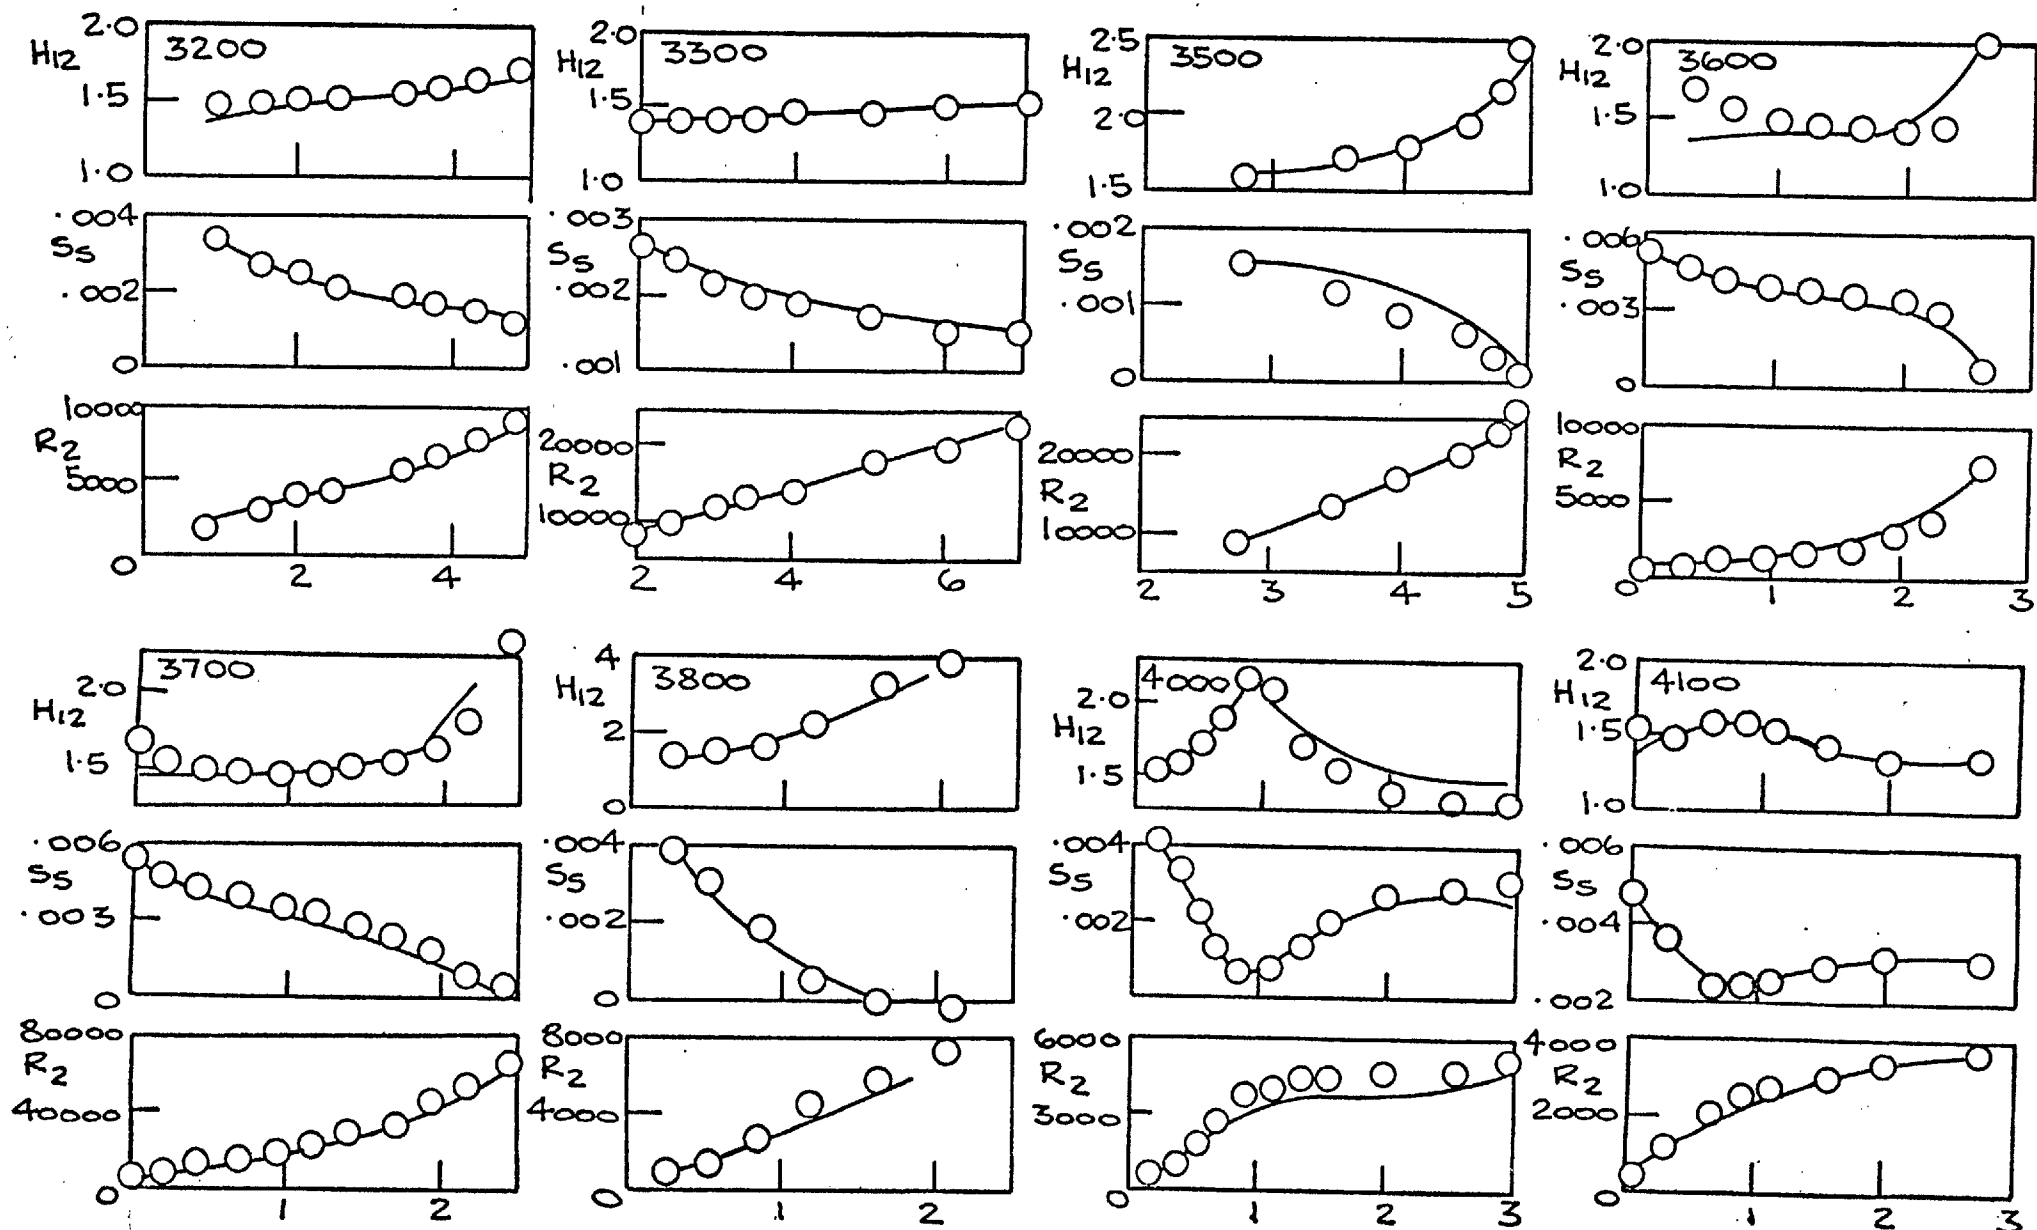 2.0 H12 1.5 1.0 3200
2.0 H12 1.5 1.0 3300
2.5 H12 2.0 1.5 3500
2.0 H12 1.5 1.0 3600
.004 Ss .002 0
.003 Ss .002 .001
.002 Ss .001 0
.006 Ss .003 0
10000 R2 5000 0
20000 R2 10000
20000 R2 10000
10000 R2 5000 0
2 4
2 4 6
2 3 4 5
1 2 3
3700 2.0 H12 1.5
4 H12 2 0 3800
4000 2.0 H12 1.5
2.0 H12 1.5 1.0 4100
.006 Ss .003 0
.004 Ss .002 0
.004 Ss .002
.006 Ss .004 .002
80000 R2 40000 0
8000 R2 4000 0
6000 R2 3000 0
4000 R2 2000 0
1 2
1 2
1 2 3
1 2 3